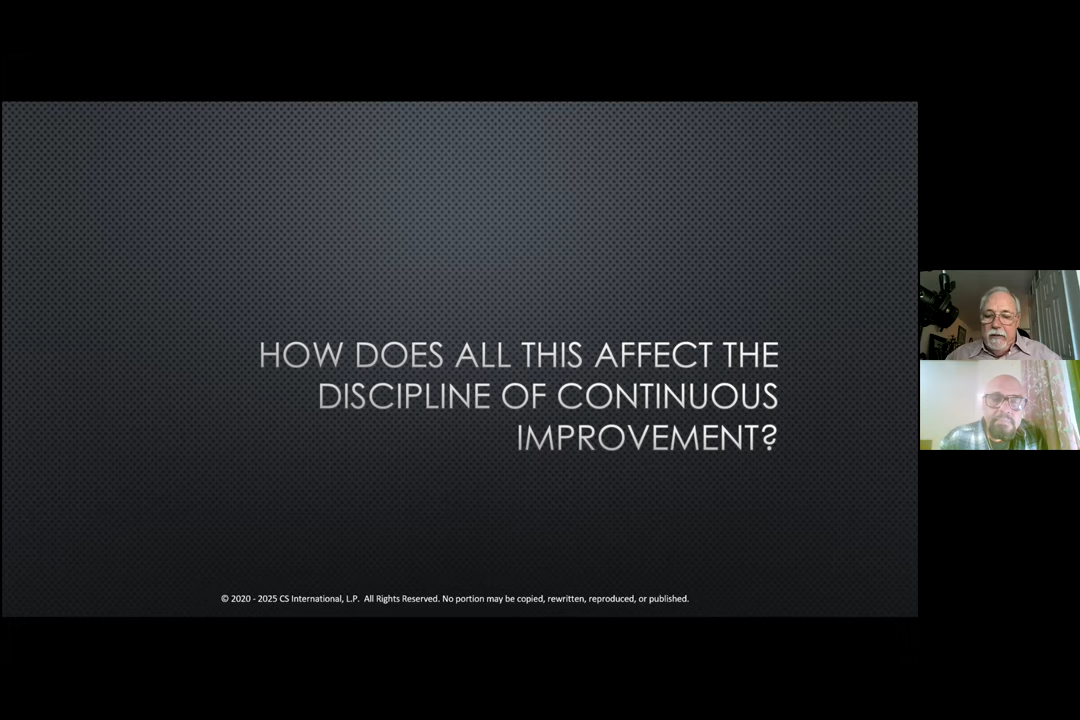 HOW DOES ALL THIS AFFECT THE
DISCIPLINE OF CONTINUOUS
IMPROVEMENT?
© 2020 - 2025 CS International, L.P.  All Rights Reserved. No portion may be copied, rewritten, reproduced, or published.